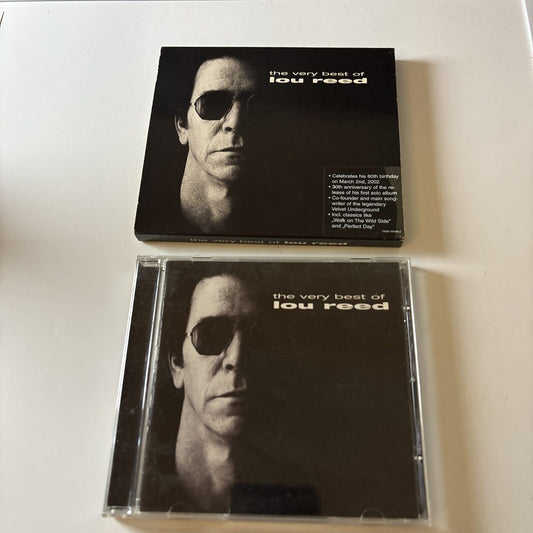 the very best of
lou reed
• Celebrates his 60th birthday
on March 2nd, 2002
• 30th anniversary of the re-
lease of his first solo album
• Co-founder and main song-
writer of the legendary
Velvet Underground
• Incl. classics like
„Walk on The Wild Side"
and „Perfect Day"
the very best of lou reed
the very best of
lou reed